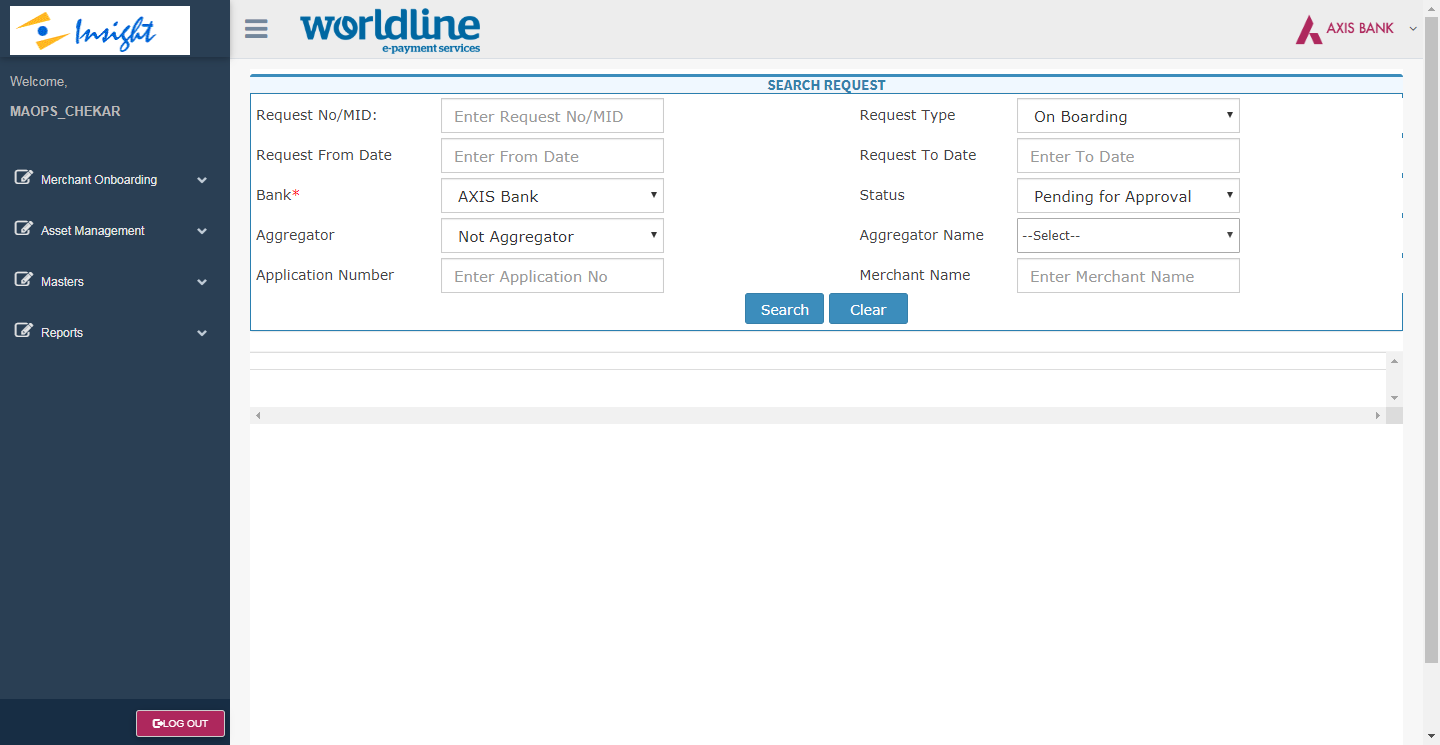 Insight
worldline
e-payment services
AXIS BANK
Welcome,
MAOPS_CHEKAR
Merchant Onboarding
Asset Management
Masters
Reports
LOG OUT
SEARCH REQUEST
Request No/MID: Enter Request No/MID Request Type On Boarding
Request From Date Enter From Date Request To Date Enter To Date
Bank* AXIS Bank Status Pending for Approval
Aggregator Not Aggregator Aggregator Name --Select--
Application Number Enter Application No Merchant Name Enter Merchant Name
Search Clear